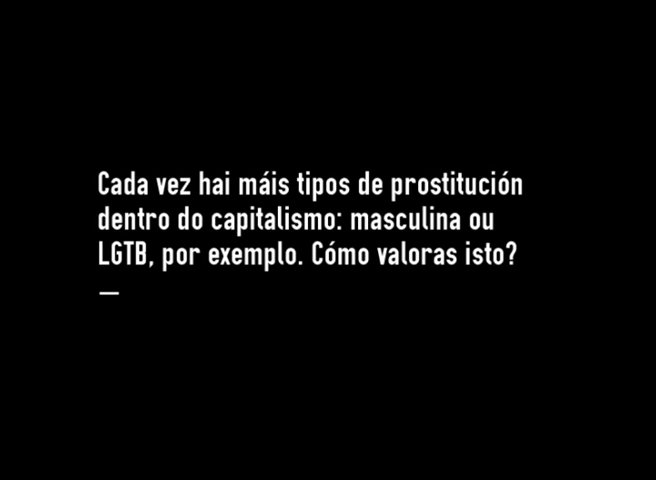 Cada vez hai máis tipos de prostitución
dentro do capitalismo: masculina ou
LGTB, por exemplo. Cómo valoras isto?
—